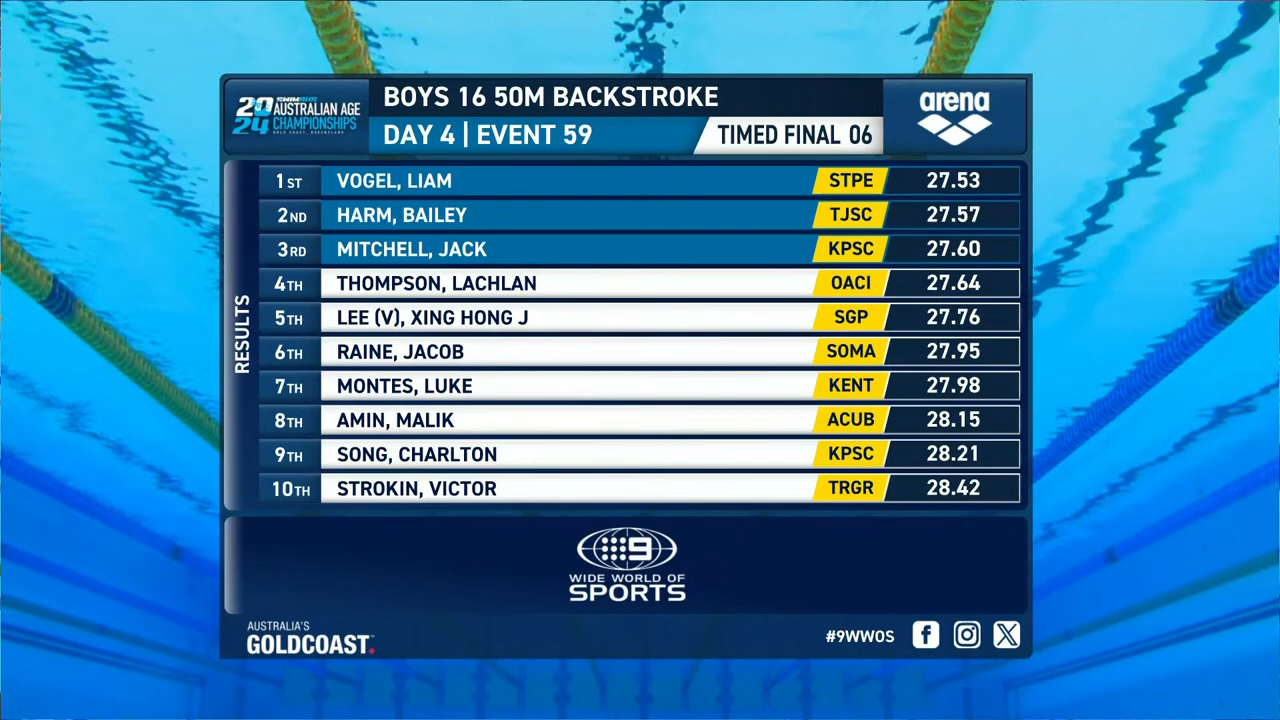 2024
SWIMAUS
AUSTRALIAN AGE
CHAMPIONSHIPS
GOLD COAST, QUEENSLAND
BOYS 16 50M BACKSTROKE
DAY 4 | EVENT 59
TIMED FINAL 06
arena
RESULTS
1ST VOGEL, LIAM STPE 27.53
2ND HARM, BAILEY TJSC 27.57
3RD MITCHELL, JACK KPSC 27.60
4TH THOMPSON, LACHLAN OACI 27.64
5TH LEE (V), XING HONG J SGP 27.76
6TH RAINE, JACOB SOMA 27.95
7TH MONTES, LUKE KENT 27.98
8TH AMIN, MALIK ACUB 28.15
9TH SONG, CHARLTON KPSC 28.21
10TH STROKIN, VICTOR TRGR 28.42
9
WIDE WORLD OF
SPORTS
AUSTRALIA'S
GOLDCOAST.
#9WWOS